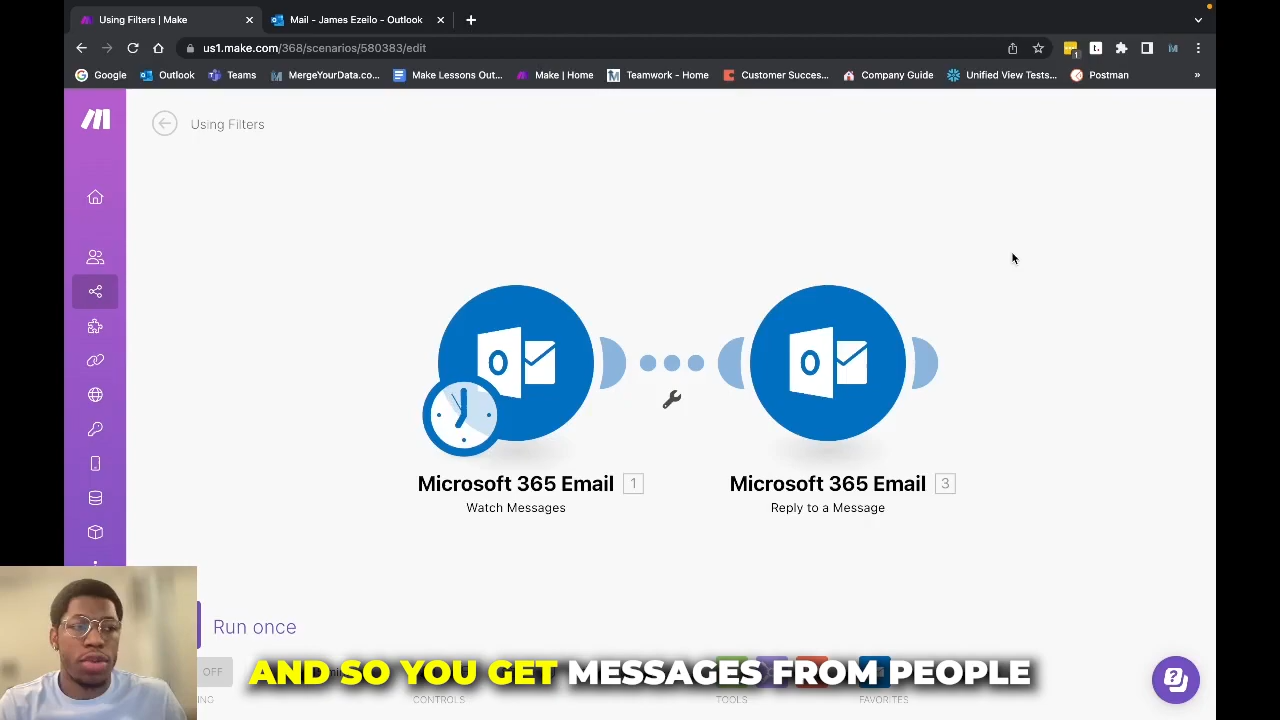 Using Filters | Make
Mail - James Ezeilo - Outlook
us1.make.com/368/scenarios/580383/edit
1
Google
Outlook
Teams
MergeYourData.co...
Make Lessons Out...
Make | Home
Teamwork - Home
Customer Succes...
Company Guide
Unified View Tests...
Postman
»
Using Filters
Microsoft 365 Email 1
Watch Messages
Microsoft 365 Email 3
Reply to a Message
Run once
OFF
AND SO YOU GET MESSAGES FROM PEOPLE
CONTROLS
TOOLS
FAVORITES